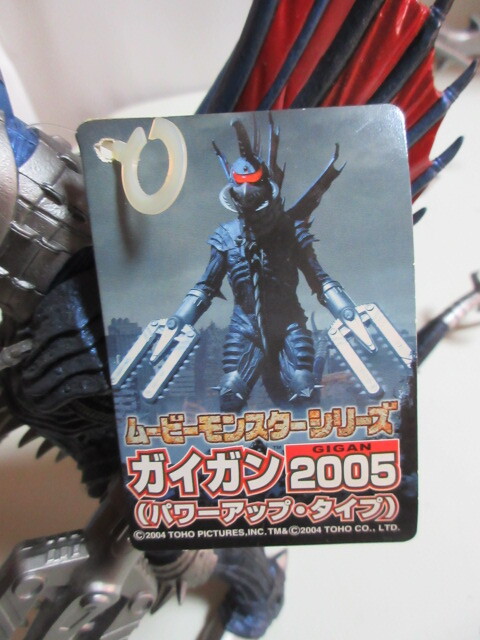 ムービーモンスターシリーズ
GIGAN
ガイガン 2005
(パワーアップ・タイプ)
©2004 TOHO PICTURES,INC.TM&©2004 TOHO CO., LTD.